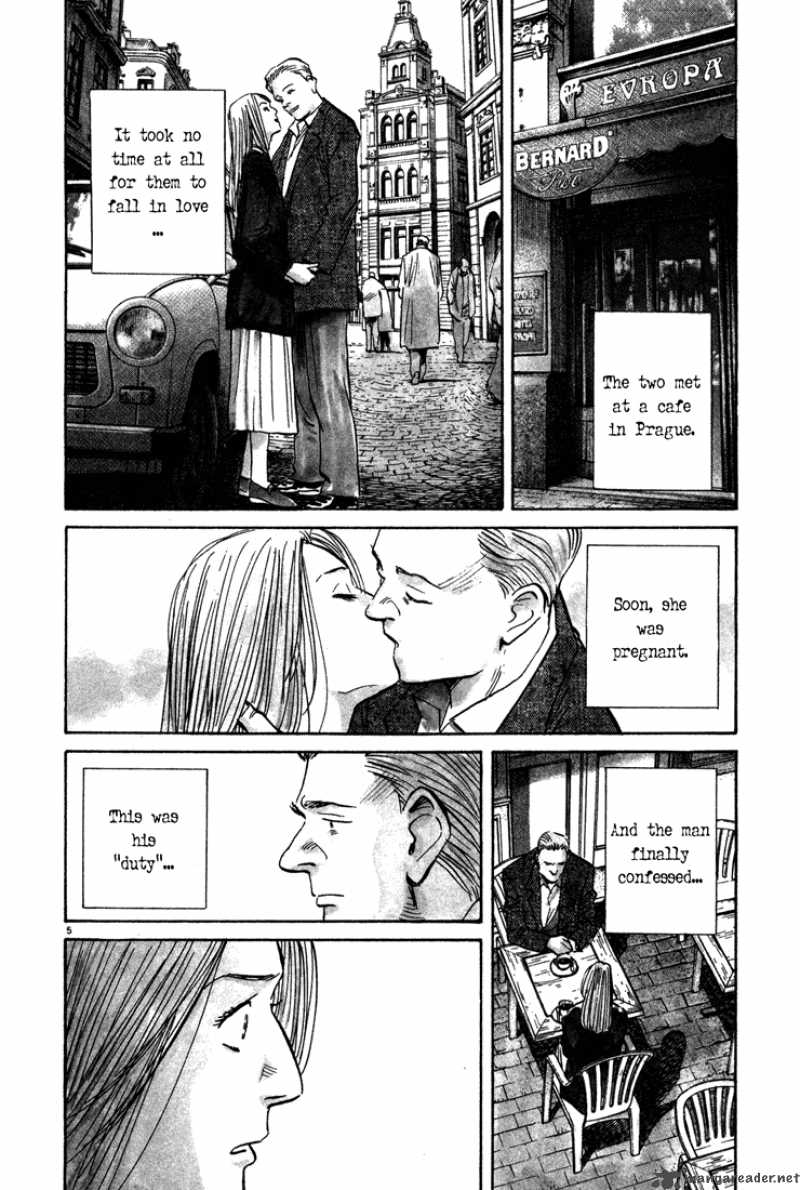 EVROPA
BERNARD
The two met
at a cafe
in Prague.
It took no
time at all
for them to
fall in love
...
Soon, she
was
pregnant.
And the man
finally
confessed...
This was
his
"duty"...
5
mangareader.net